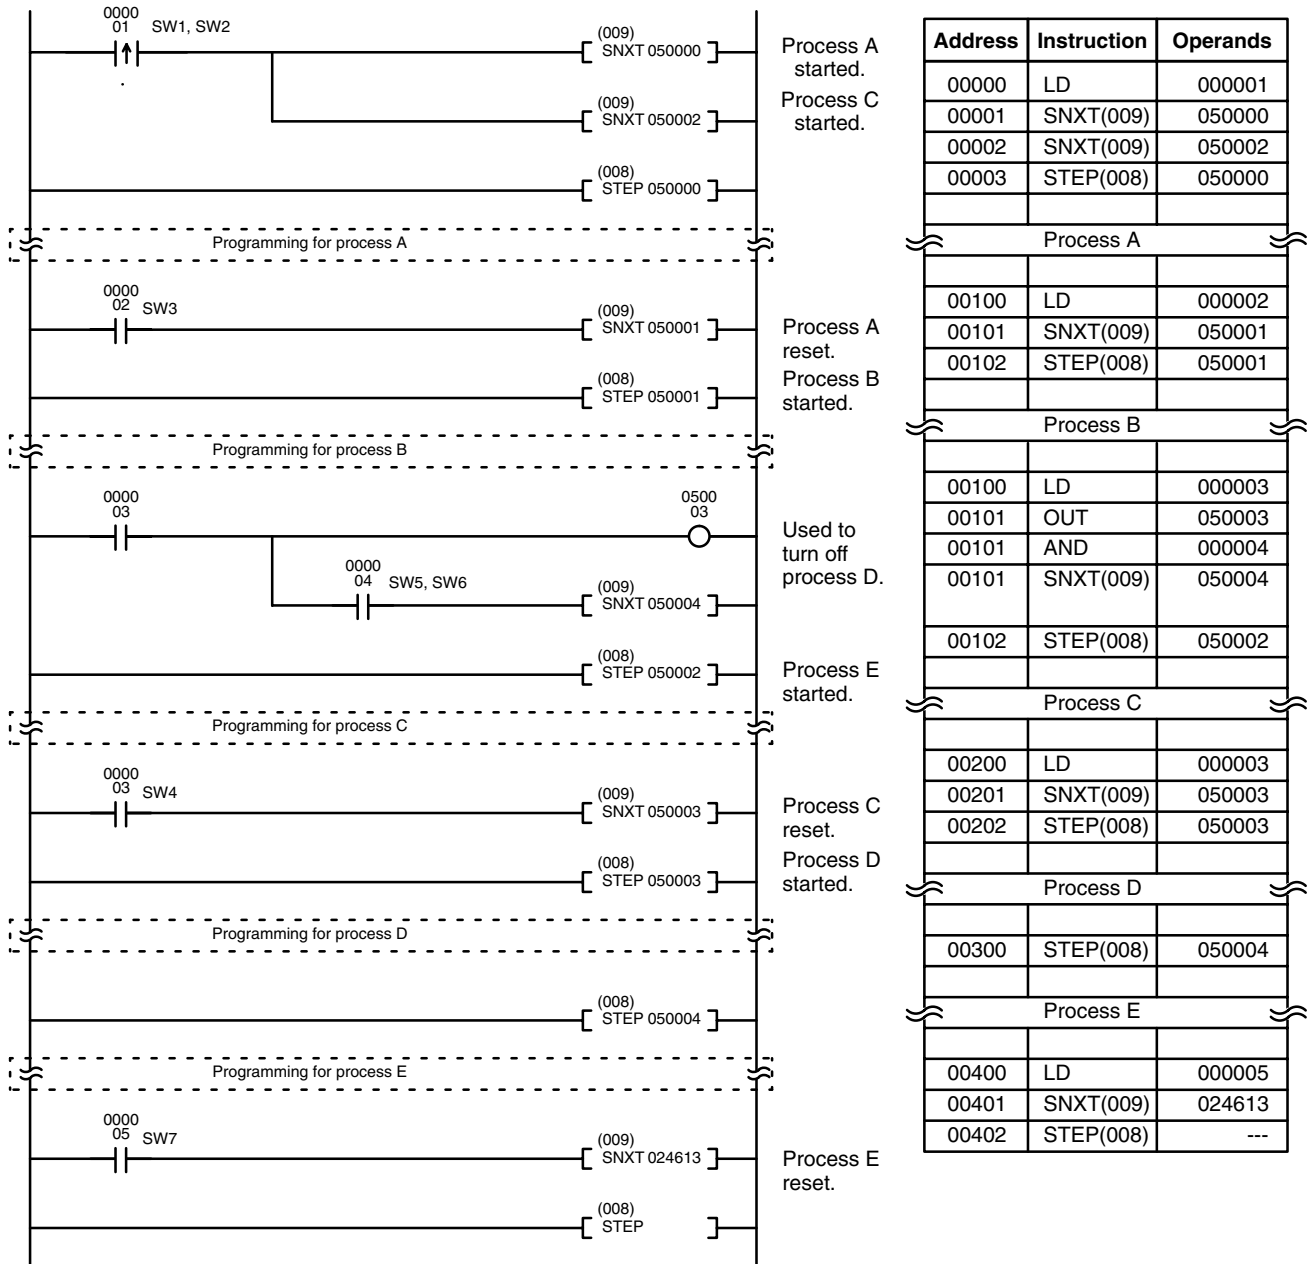 0000
01 SW1, SW2
(009)
SNXT 050000
Process A
started.
(009)
SNXT 050002
Process C
started.
(008)
STEP 050000
Programming for process A
0000
02 SW3
(009)
SNXT 050001
Process A
reset.
(008)
STEP 050001
Process B
started.
Programming for process B
0000
03
0500
03
Used to
turn off
process D.
0000
04 SW5, SW6
(009)
SNXT 050004
(008)
STEP 050002
Process E
started.
Programming for process C
0000
03 SW4
(009)
SNXT 050003
Process C
reset.
(008)
STEP 050003
Process D
started.
Programming for process D
(008)
STEP 050004
Programming for process E
0000
05 SW7
(009)
SNXT 024613
Process E
reset.
(008)
STEP
Address Instruction Operands
00000 LD 000001
00001 SNXT(009) 050000
00002 SNXT(009) 050002
00003 STEP(008) 050000
Process A
00100 LD 000002
00101 SNXT(009) 050001
00102 STEP(008) 050001
Process B
00100 LD 000003
00101 OUT 050003
00101 AND 000004
00101 SNXT(009) 050004
00102 STEP(008) 050002
Process C
00200 LD 000003
00201 SNXT(009) 050003
00202 STEP(008) 050003
Process D
00300 STEP(008) 050004
Process E
00400 LD 000005
00401 SNXT(009) 024613
00402 STEP(008) ---